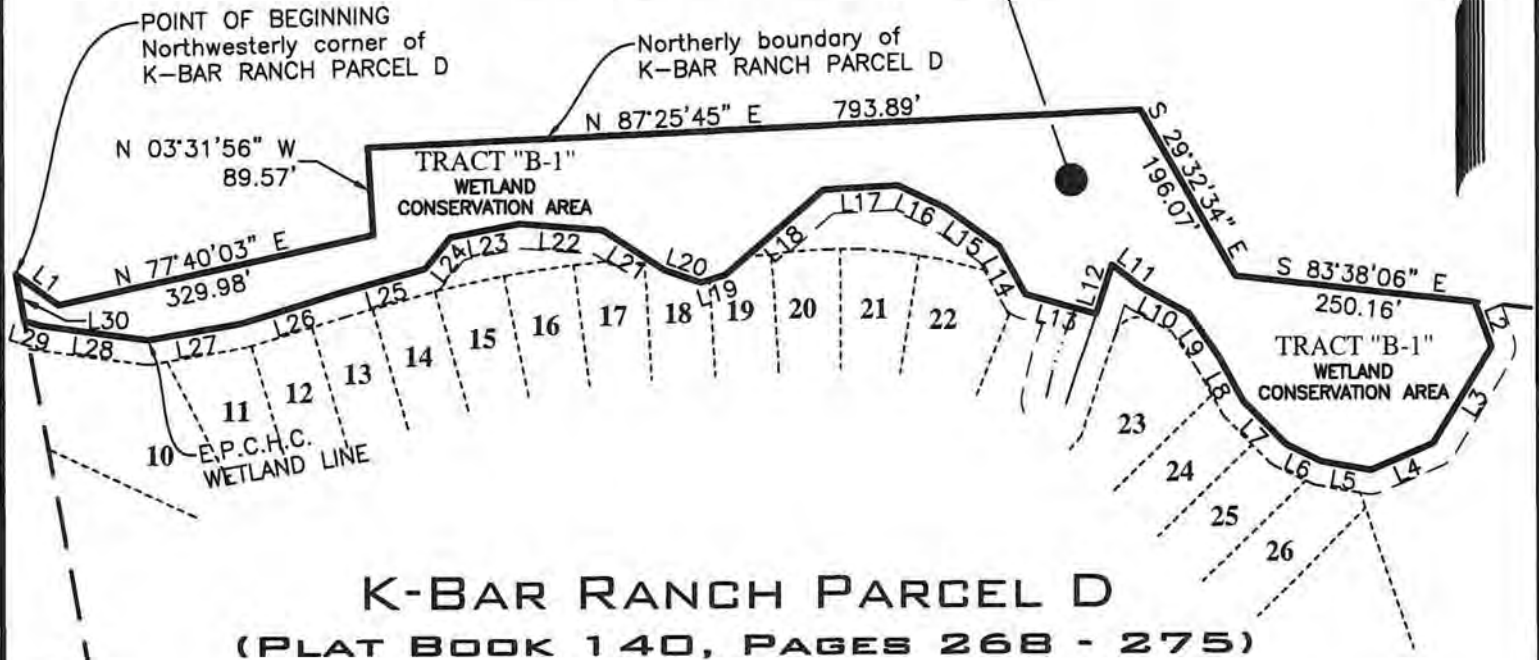 POINT OF BEGINNING
Northwesterly corner of
K-BAR RANCH PARCEL D
Northerly boundary of
K-BAR RANCH PARCEL D
N 87°25'45" E 793.89'
N 03°31'56" W
89.57'
TRACT "B-1"
WETLAND
CONSERVATION AREA
S 29°32'34" E
196.07'
L1
N 77°40'03" E
329.98'
S 83°38'06" E
250.16'
TRACT "B-1"
WETLAND
CONSERVATION AREA
L30
L29
L28
L27
L26
L25
L24
L23
L22
L21
L20
L19
L18
L17
L16
L15
L14
L13
L12
L11
L10
L9
L8
L7
L6
L5
L4
L3
L2
10
11
12
13
14
15
16
17
18
19
20
21
22
23
24
25
26
E.P.C.H.C.
WETLAND LINE
K-BAR RANCH PARCEL D
(PLAT BOOK 140, PAGES 268 - 275)